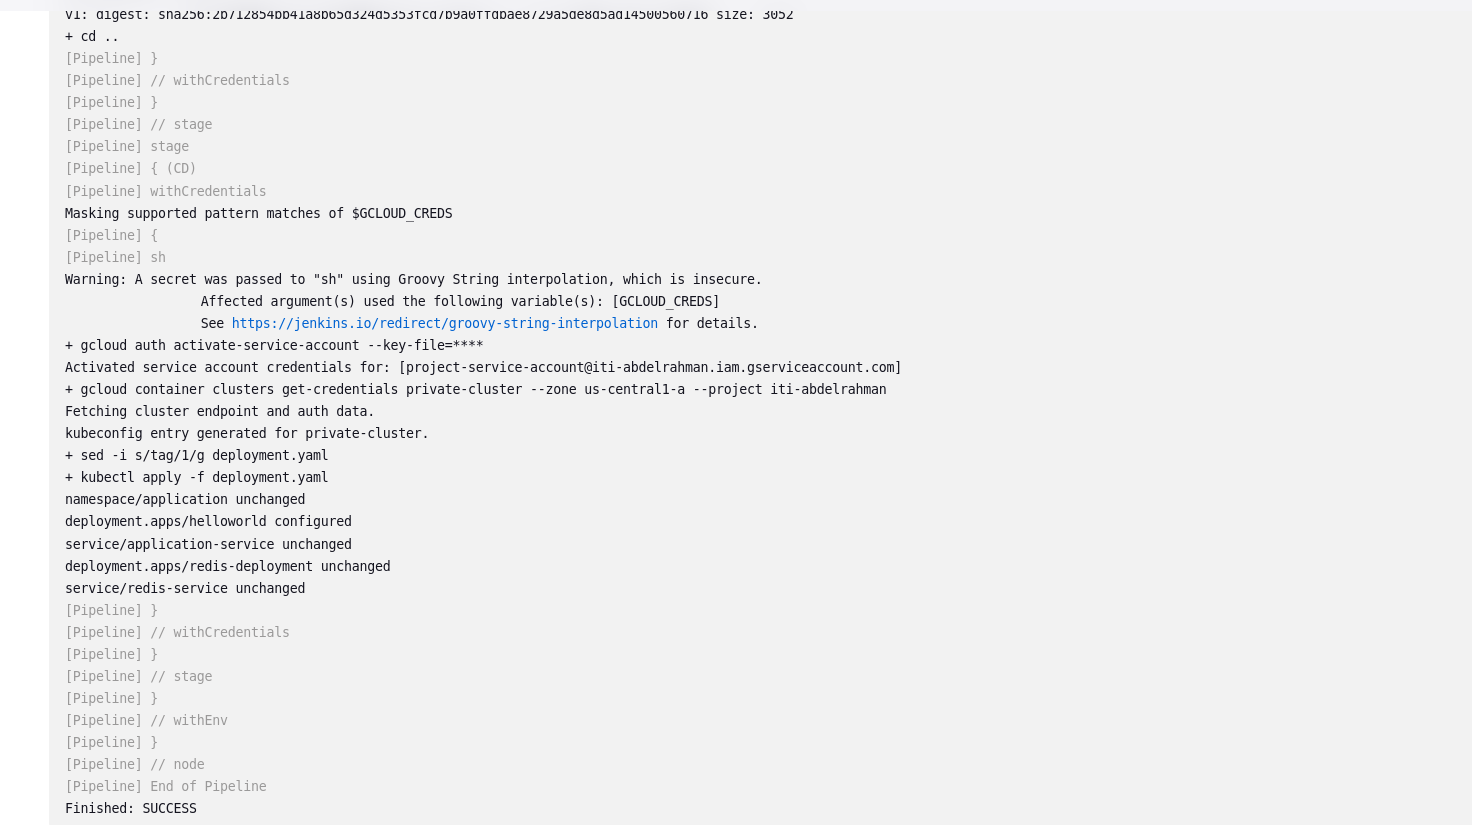 v1: digest: sha256:2b712854bb41a8b65d324d5353fcd7b9a0ffdbae8729a5de8d5ad14500560716 size: 3052
+ cd ..
[Pipeline] }
[Pipeline] // withCredentials
[Pipeline] }
[Pipeline] // stage
[Pipeline] stage
[Pipeline] { (CD)
[Pipeline] withCredentials
Masking supported pattern matches of $GCLOUD_CREDS
[Pipeline] {
[Pipeline] sh
Warning: A secret was passed to "sh" using Groovy String interpolation, which is insecure.
Affected argument(s) used the following variable(s): [GCLOUD_CREDS]
See https://jenkins.io/redirect/groovy-string-interpolation for details.
+ gcloud auth activate-service-account --key-file=****
Activated service account credentials for: [project-service-account@iti-abdelrahman.iam.gserviceaccount.com]
+ gcloud container clusters get-credentials private-cluster --zone us-central1-a --project iti-abdelrahman
Fetching cluster endpoint and auth data.
kubeconfig entry generated for private-cluster.
+ sed -i s/tag/1/g deployment.yaml
+ kubectl apply -f deployment.yaml
namespace/application unchanged
deployment.apps/helloworld configured
service/application-service unchanged
deployment.apps/redis-deployment unchanged
service/redis-service unchanged
[Pipeline] }
[Pipeline] // withCredentials
[Pipeline] }
[Pipeline] // stage
[Pipeline] }
[Pipeline] // withEnv
[Pipeline] }
[Pipeline] // node
[Pipeline] End of Pipeline
Finished: SUCCESS